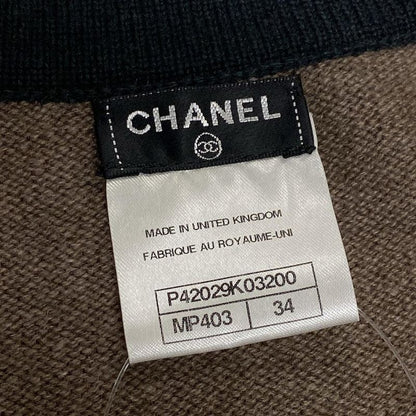 CHANEL
MADE IN UNITED KINGDOM
FABRIQUE AU ROYAUME-UNI
P42029K03200
MP403 34